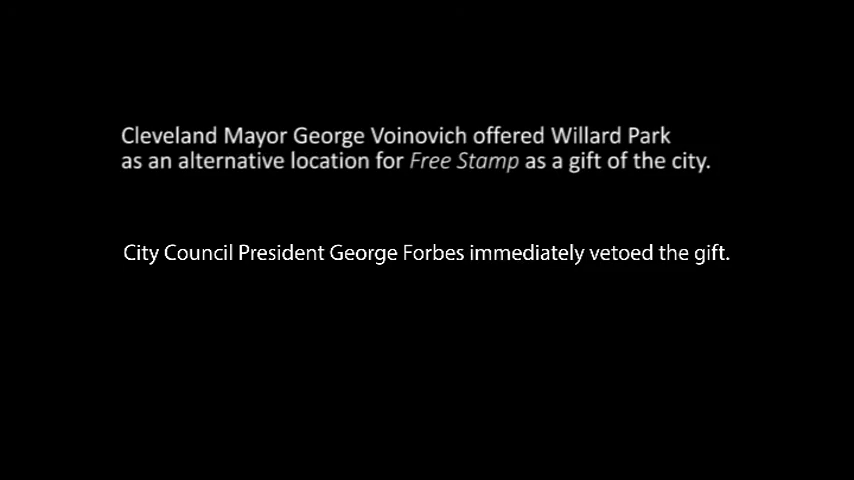 Cleveland Mayor George Voinovich offered Willard Park
as an alternative location for Free Stamp as a gift of the city.
City Council President George Forbes immediately vetoed the gift.